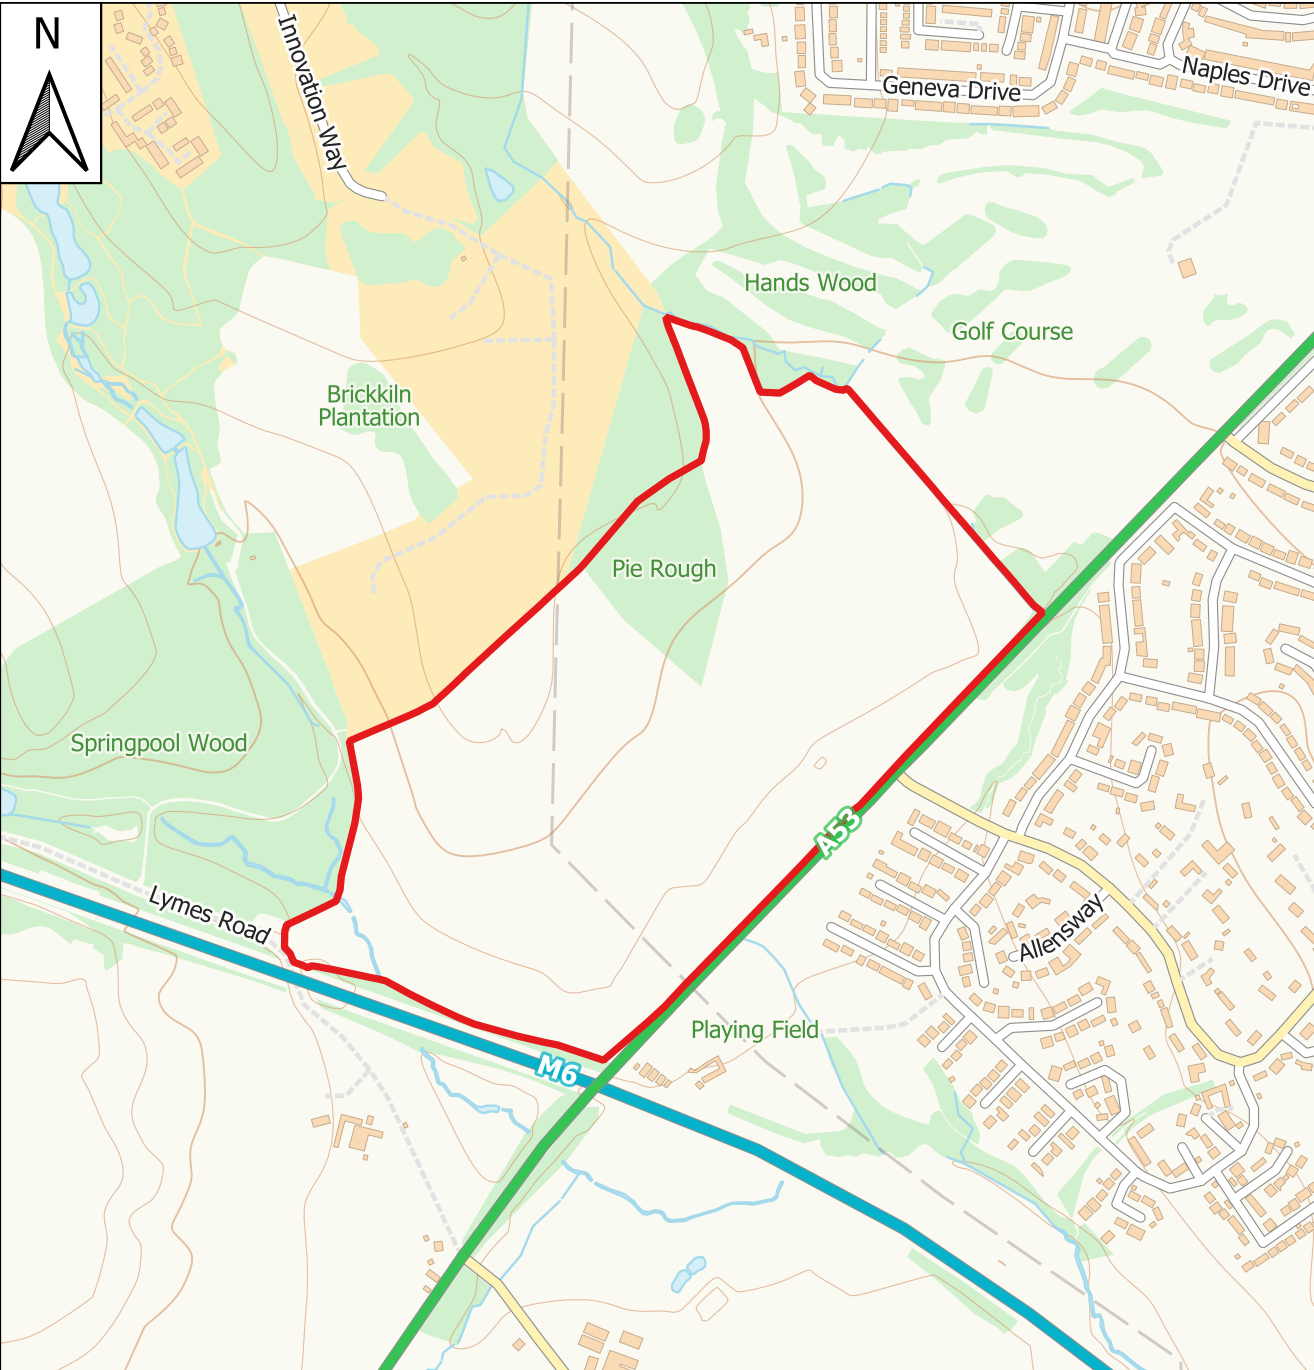 N
Innovation Way
Geneva Drive
Naples Drive
Hands Wood
Golf Course
Brickkiln
Plantation
Pie Rough
Springpool Wood
A53
Lymes Road
Allensway
Playing Field
M6